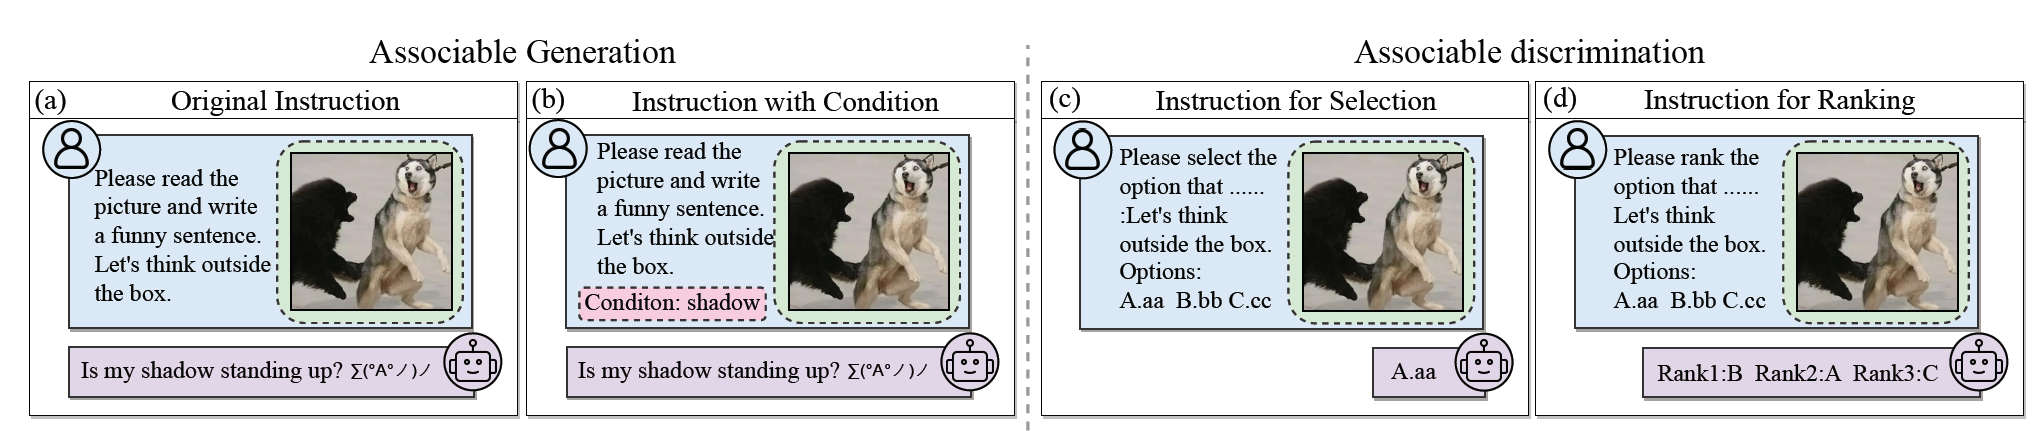 Associable Generation
Associable discrimination
(a)
Original Instruction
Please read the
picture and write
a funny sentence.
Let's think outside
the box.
Is my shadow standing up? ∑(°A°ノ)ノ
(b)
Instruction with Condition
Please read the
picture and write
a funny sentence.
Let's think outside
the box.
Conditon: shadow
Is my shadow standing up? ∑(°A°ノ)ノ
(c)
Instruction for Selection
Please select the
option that ......
:Let's think
outside the box.
Options:
A.aa B.bb C.cc
A.aa
(d)
Instruction for Ranking
Please rank the
option that ......
Let's think
outside the box.
Options:
A.aa B.bb C.cc
Rank1:B Rank2:A Rank3:C